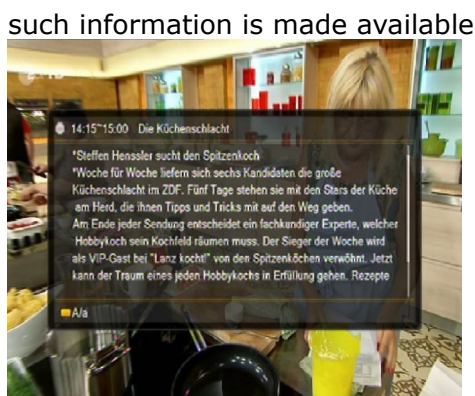 such information is made available
14:15~15:00 Die Küchenschlacht
*Steffen Henssler sucht den Spitzenkoch
*Woche für Woche liefern sich sechs Kandidaten die große
Küchenschlacht im ZDF. Fünf Tage stehen sie mit den Stars der Küche
am Herd, die ihnen Tipps und Tricks mit auf den Weg geben.
Am Ende jeder Sendung entscheidet ein fachkundiger Experte, welcher
Hobbykoch sein Kochfeld räumen muss. Der Sieger der Woche wird
als VIP-Gast bei "Lanz kocht!" von den Spitzenköchen verwöhnt. Jetzt
kann der Traum eines jeden Hobbykochs in Erfüllung gehen. Rezepte
A/a